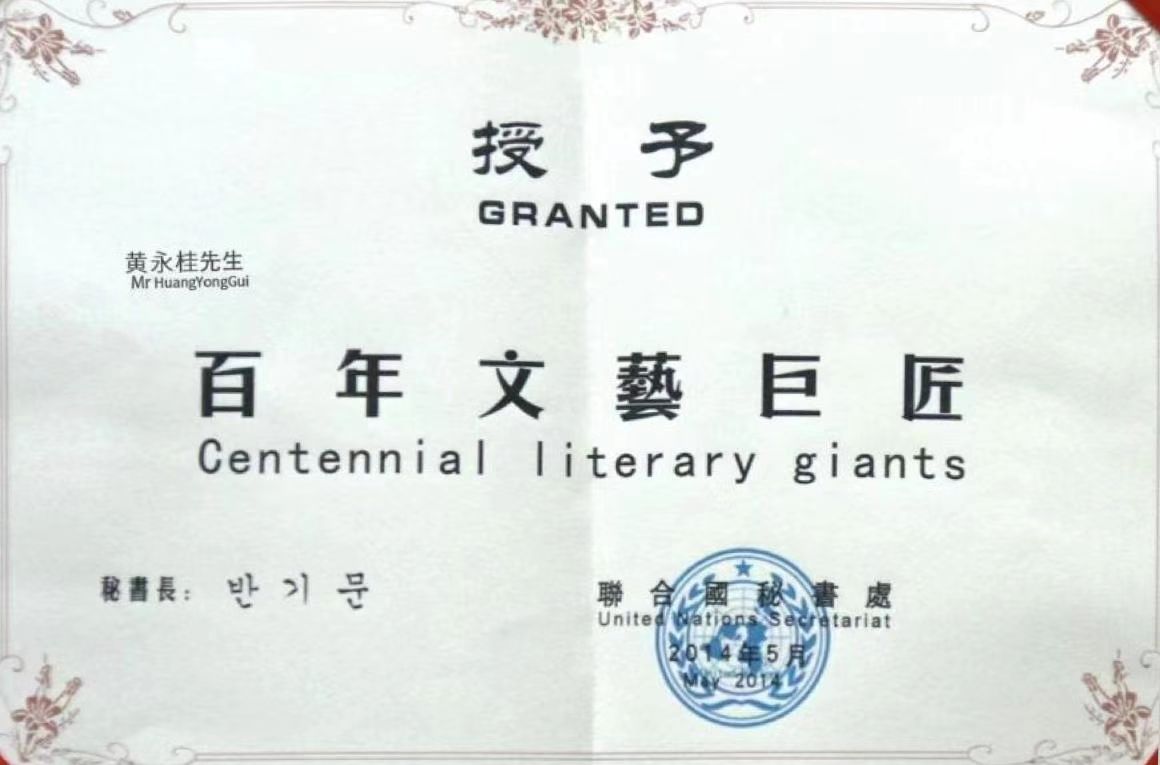 授予
GRANTED
黄永桂先生
Mr HuangYongGui
百年文藝巨匠
Centennial literary giants
秘書長：반기문
聯合國秘書處
United Nations Secretariat
2014年5月
May 2014